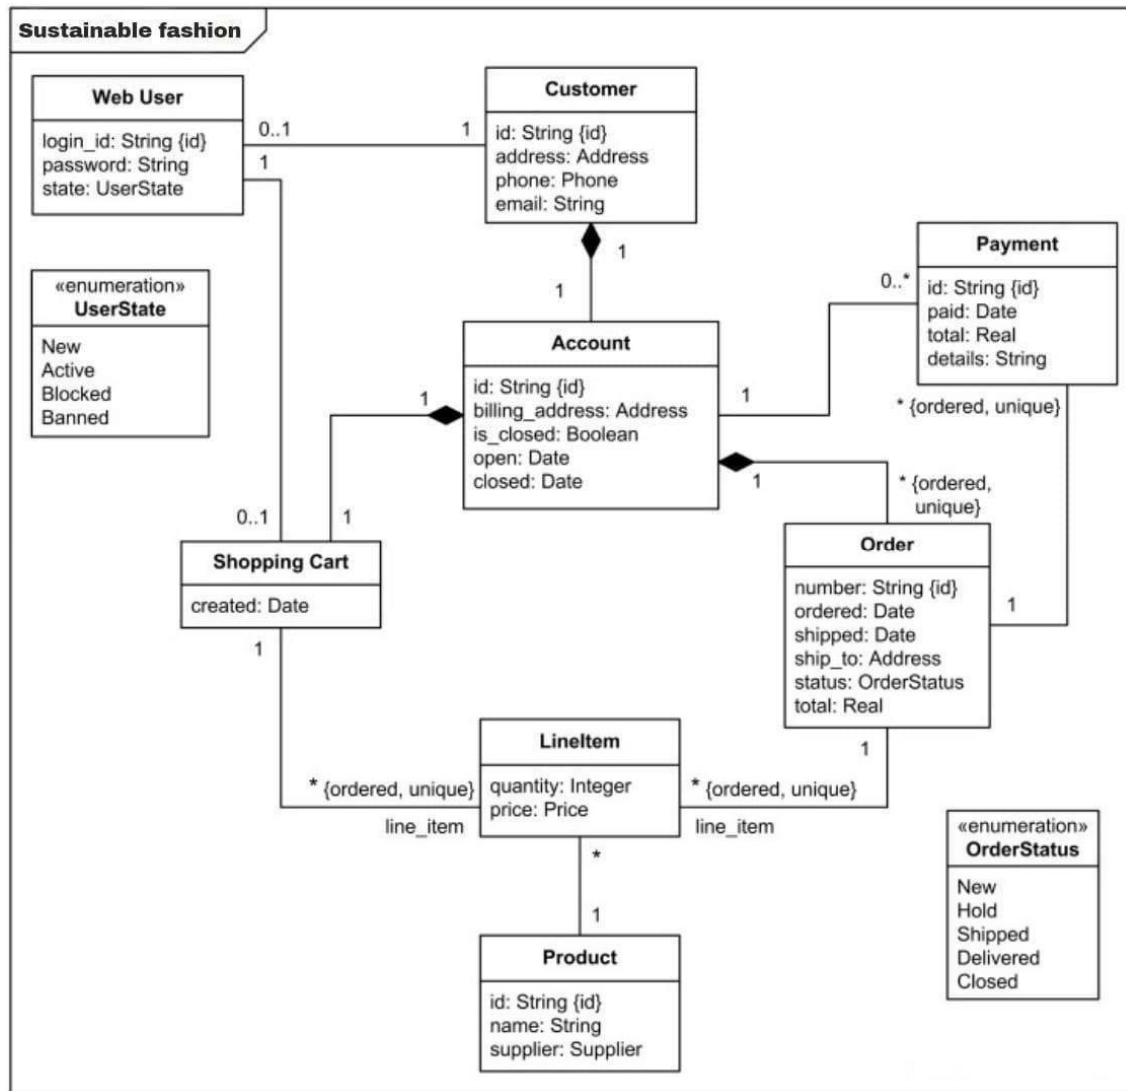 Sustainable fashion
Web User
login_id: String {id}
password: String
state: UserState
0..1
1
1
Customer
id: String {id}
address: Address
phone: Phone
email: String
1
1
«enumeration»
UserState
New
Active
Blocked
Banned
Account
id: String {id}
billing_address: Address
is_closed: Boolean
open: Date
closed: Date
1
1
1
Payment
id: String {id}
paid: Date
total: Real
details: String
0..*
* {ordered, unique}
* {ordered,
unique}
0..1
1
Shopping Cart
created: Date
1
Order
number: String {id}
ordered: Date
shipped: Date
ship_to: Address
status: OrderStatus
total: Real
1
1
LineItem
quantity: Integer
price: Price
* {ordered, unique}
line_item
* {ordered, unique}
line_item
*
1
Product
id: String {id}
name: String
supplier: Supplier
«enumeration»
OrderStatus
New
Hold
Shipped
Delivered
Closed